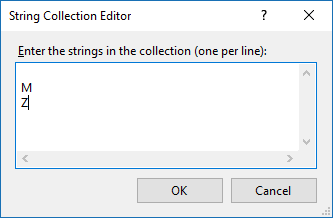 String Collection Editor
Enter the strings in the collection (one per line):
M
Z
OK
Cancel